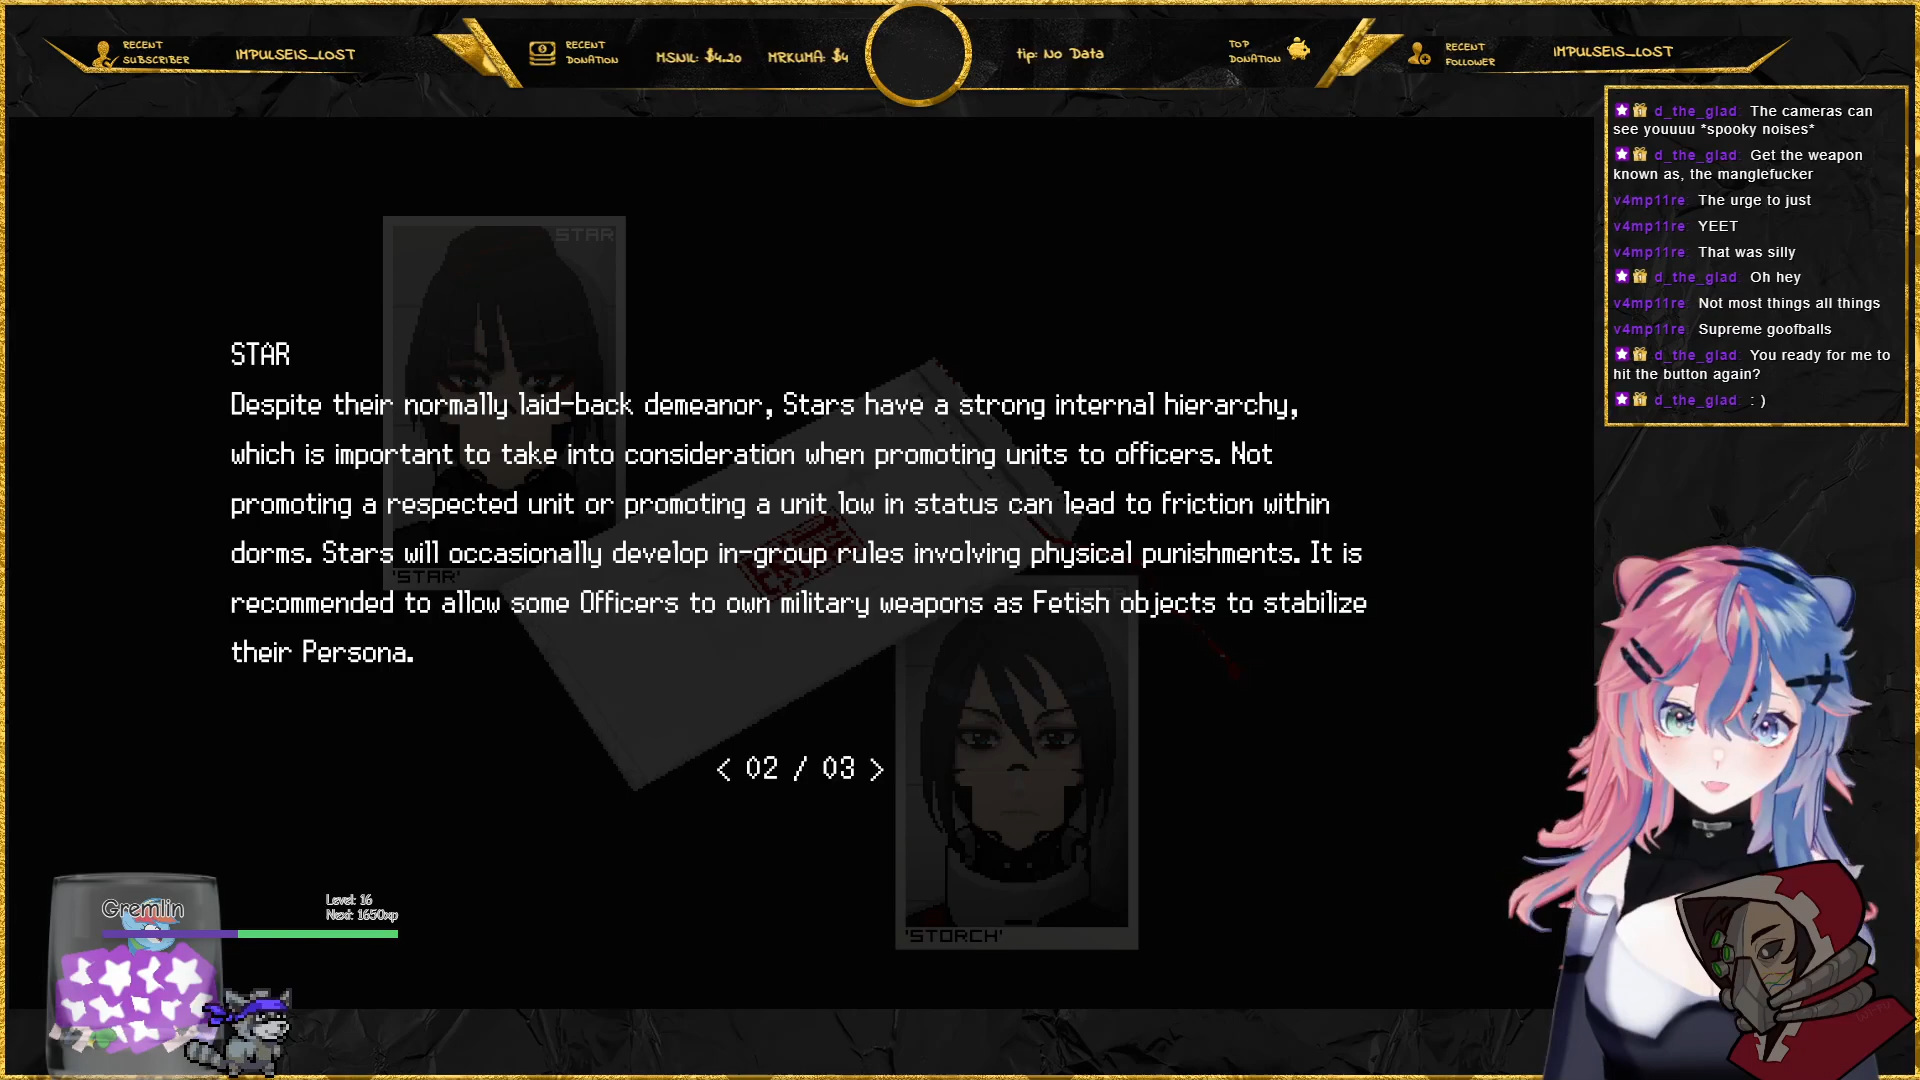 RECENT
SUBSCRIBER
IMPULSEIS_LOST
RECENT
DONATION
MSNIL: $4.20 MRKUMA: $4
tip: No Data
TOP
DONATION
RECENT
FOLLOWER
IMPULSEIS_LOST
d_the_glad: The cameras can
see youuuu *spooky noises*
d_the_glad: Get the weapon
known as, the manglefucker
v4mp11re: The urge to just
v4mp11re: YEET
v4mp11re: That was silly
d_the_glad: Oh hey
v4mp11re: Not most things all things
v4mp11re: Supreme goofballs
d_the_glad: You ready for me to
hit the button again?
d_the_glad: : )
STAR
STAR
Despite their normally laid-back demeanor, Stars have a strong internal hierarchy,
which is important to take into consideration when promoting units to officers. Not
promoting a respected unit or promoting a unit low in status can lead to friction within
dorms. Stars will occasionally develop in-group rules involving physical punishments. It is
'STAR'
recommended to allow some Officers to own military weapons as Fetish objects to stabilize
their Persona.
< 02 / 03 >
'STORCH'
Gremlin
Level: 16
Next: 1650xp